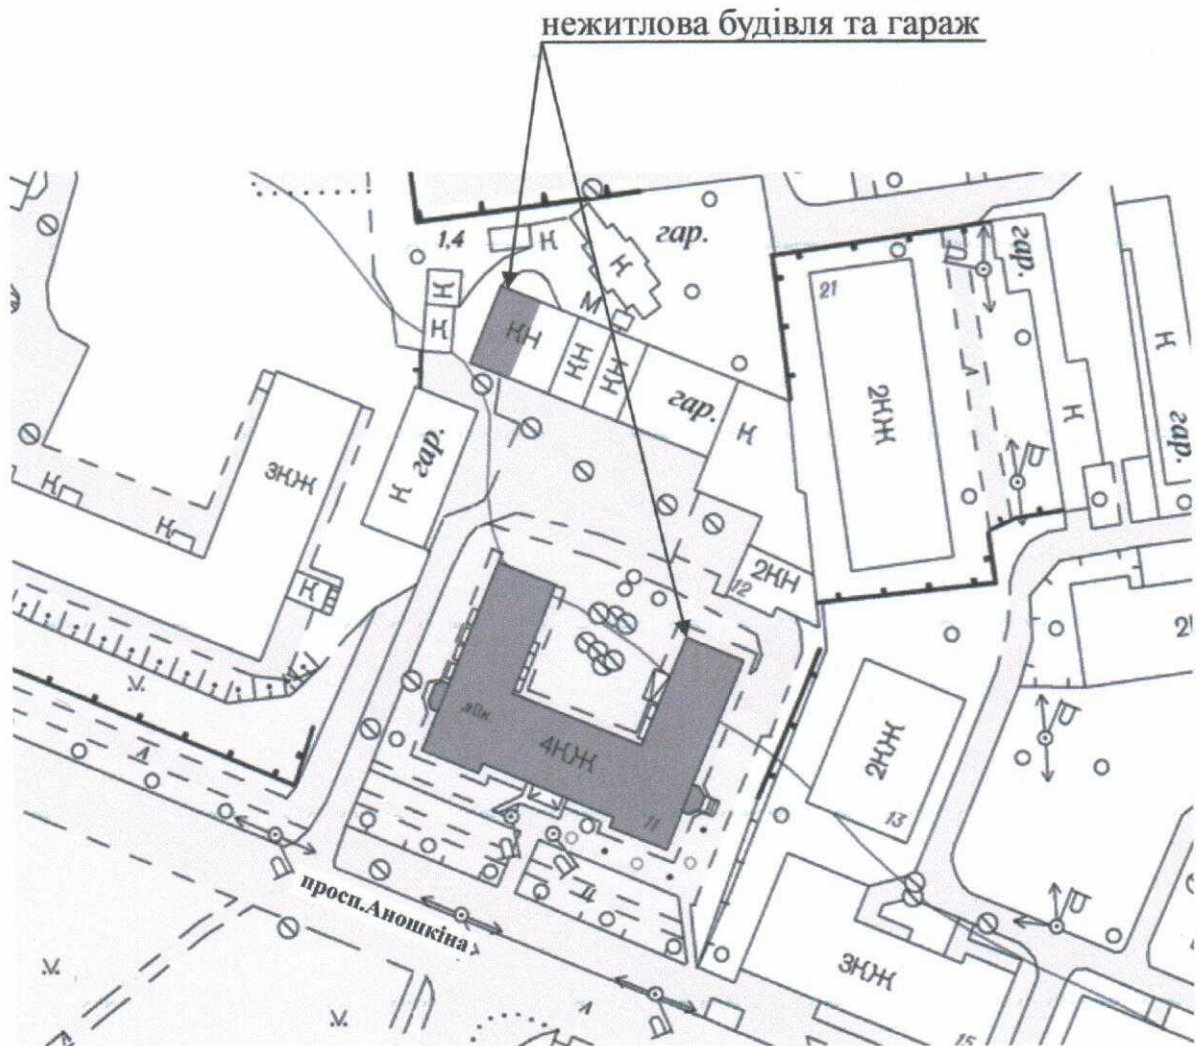 нежитлова будівля та гараж
1,4
Н
гар.
Н
Н
Н
М
КН
КН
КН
гар.
Н
21
2КЖ
гар.
Н
Н
гар.
3КЖ
Н
гар.
Н
Н
Н
12
2КН
4КЖ
11
2КЖ
13
просп.Аношкіна
3КЖ
15